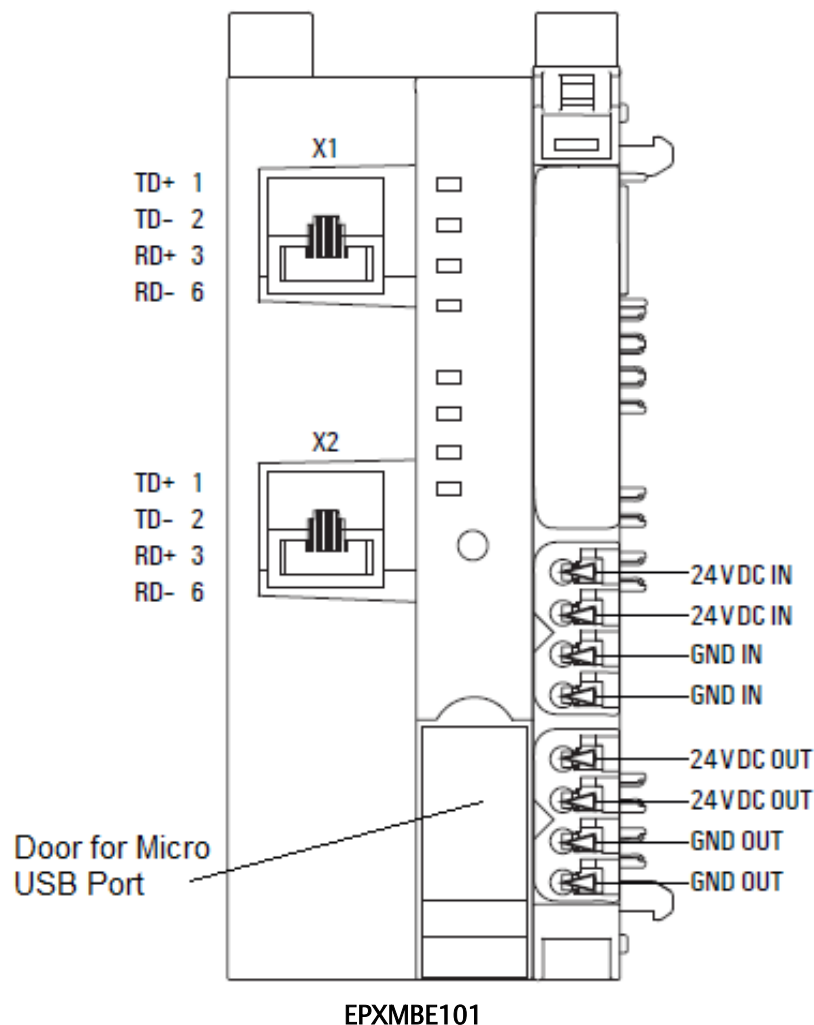 X1
TD+ 1
TD- 2
RD+ 3
RD- 6
X2
TD+ 1
TD- 2
RD+ 3
RD- 6
24VDC IN
24VDC IN
GND IN
GND IN
24VDC OUT
24VDC OUT
GND OUT
GND OUT
Door for Micro
USB Port
EPXMBE101